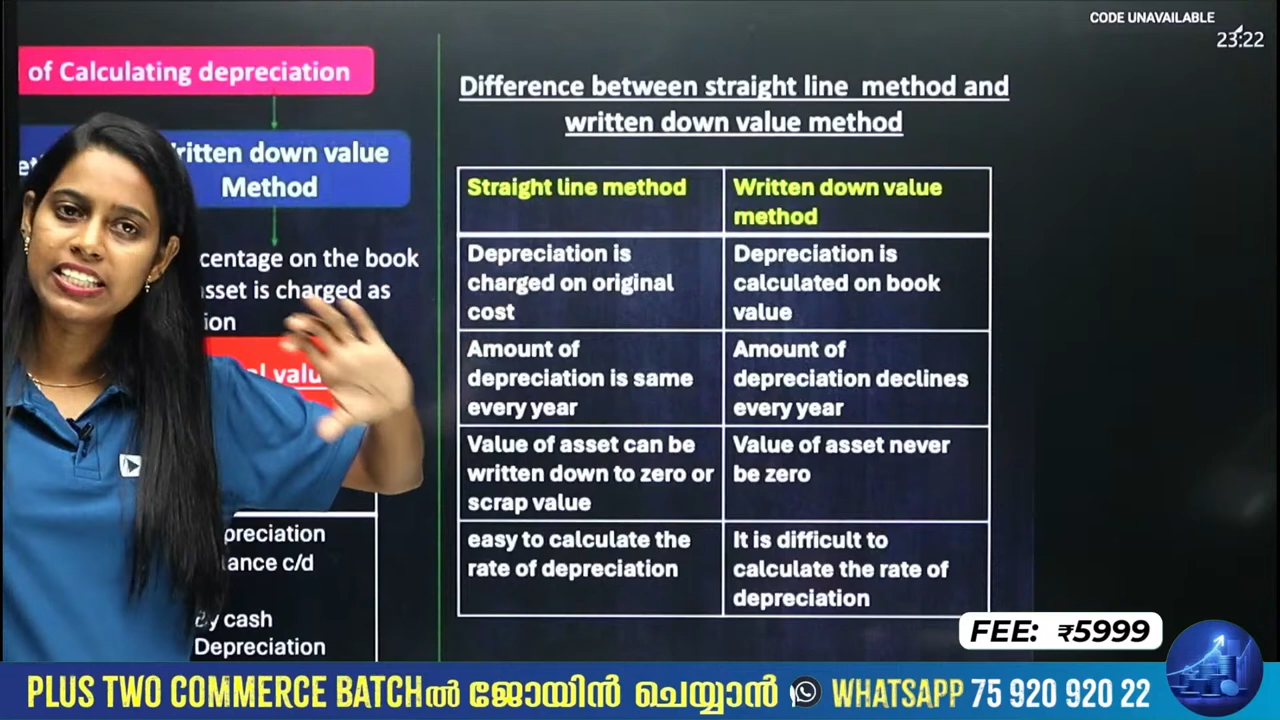 CODE UNAVAILABLE
23:22
of Calculating depreciation
ritten down value
Method
centage on the book
asset is charged as
ion
al valu
preciation
lance c/d
By cash
Depreciation
Difference between straight line method and
written down value method
Straight line method
Written down value
method
Depreciation is
charged on original
cost
Depreciation is
calculated on book
value
Amount of
depreciation is same
every year
Amount of
depreciation declines
every year
Value of asset can be
written down to zero or
scrap value
Value of asset never
be zero
easy to calculate the
rate of depreciation
It is difficult to
calculate the rate of
depreciation
FEE: ₹5999
PLUS TWO COMMERCE BATCHൽ ജോയിൻ ചെയ്യാൻ WHATSAPP 75 920 920 22